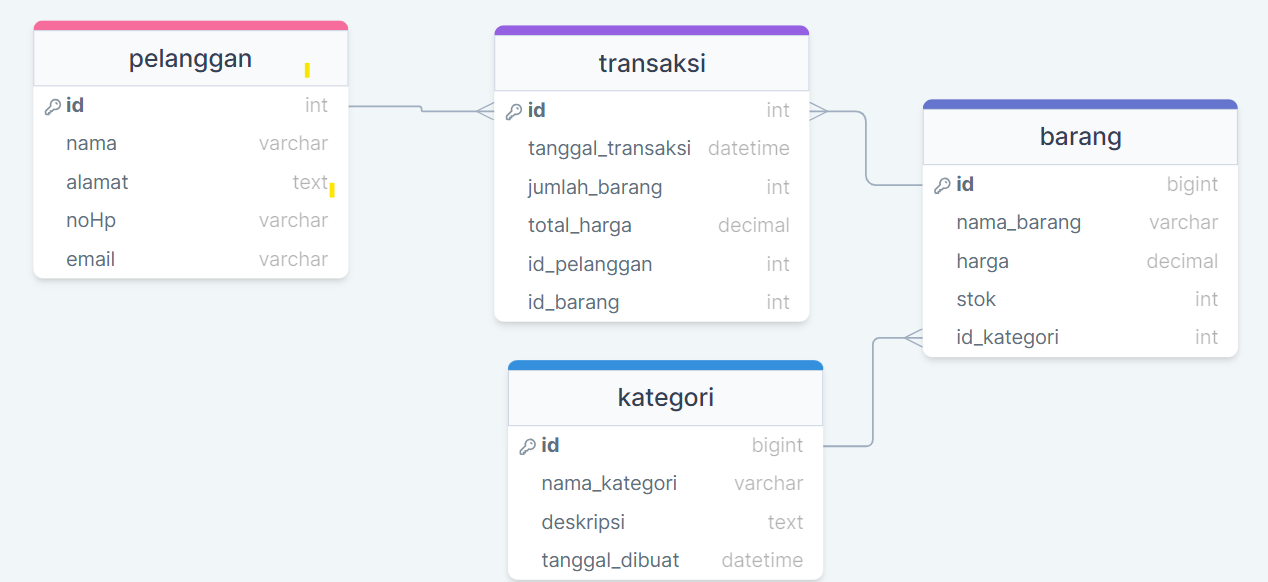 pelanggan
id int
nama varchar
alamat text
noHp varchar
email varchar
transaksi
id int
tanggal_transaksi datetime
jumlah_barang int
total_harga decimal
id_pelanggan int
id_barang int
barang
id bigint
nama_barang varchar
harga decimal
stok int
id_kategori int
kategori
id bigint
nama_kategori varchar
deskripsi text
tanggal_dibuat datetime